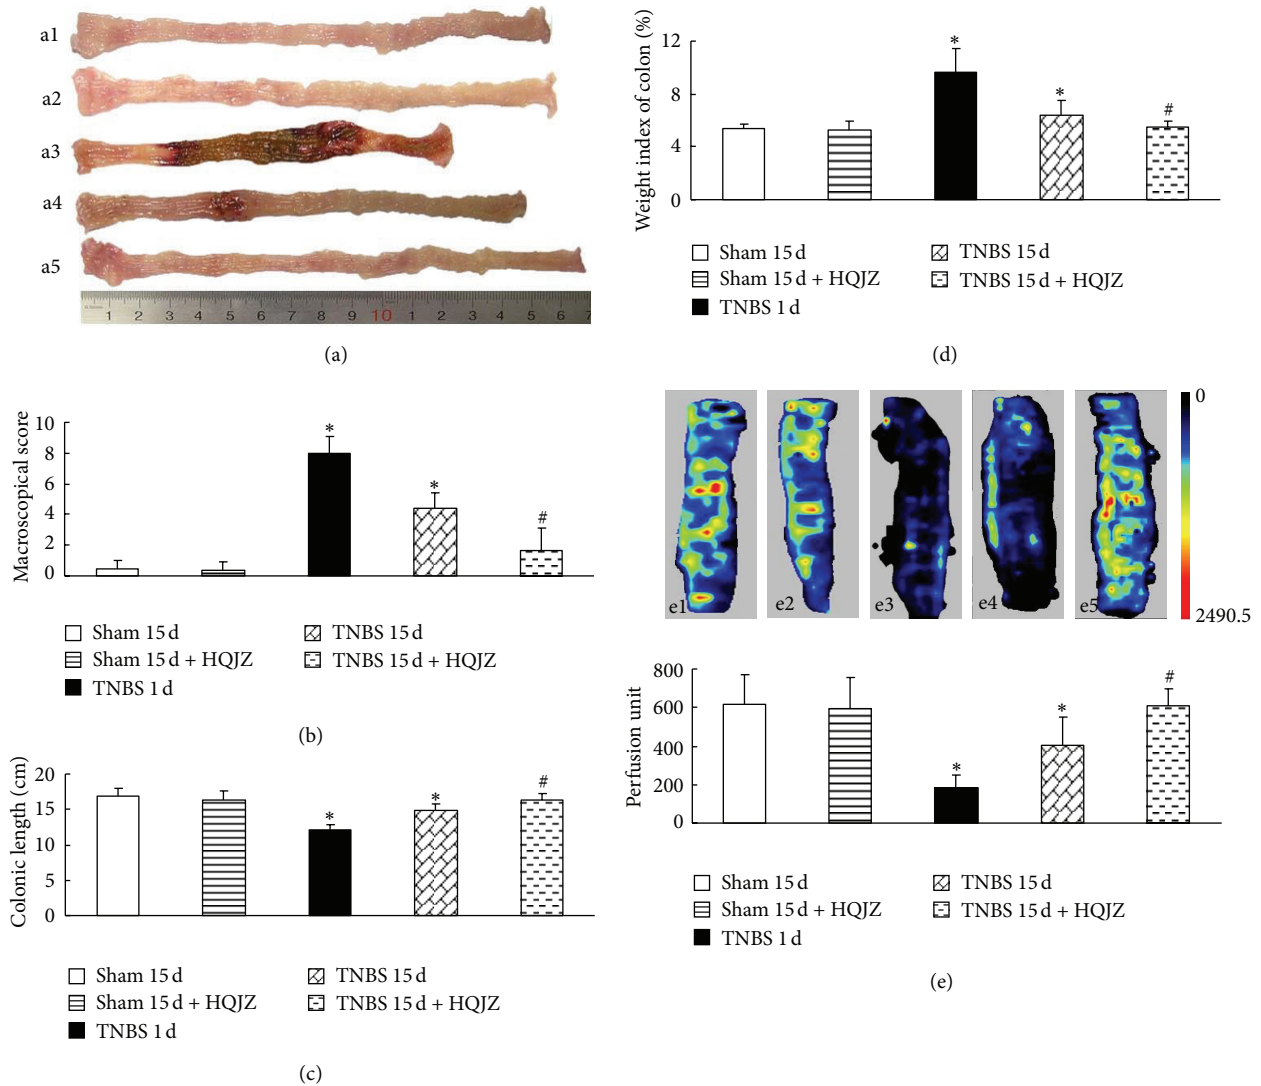 a1
a2
a3
a4
a5
1 2 3 4 5 6 7 8 9 10 1 2 3 4 5 6 7
(a)
Macroscopical score
10
8
6
4
2
0
*
*
#
Sham 15 d
TNBS 15 d
Sham 15 d + HQJZ
TNBS 15 d + HQJZ
TNBS 1 d
(b)
Colonic length (cm)
20
15
10
5
0
*
*
#
Sham 15 d
TNBS 15 d
Sham 15 d + HQJZ
TNBS 15 d + HQJZ
TNBS 1 d
(c)
Weight index of colon (%)
12
8
4
0
*
*
#
Sham 15 d
TNBS 15 d
Sham 15 d + HQJZ
TNBS 15 d + HQJZ
TNBS 1 d
(d)
e1 e2 e3 e4 e5
0
2490.5
Perfusion unit
800
600
400
200
0
*
*
#
Sham 15 d
TNBS 15 d
Sham 15 d + HQJZ
TNBS 15 d + HQJZ
TNBS 1 d
(e)